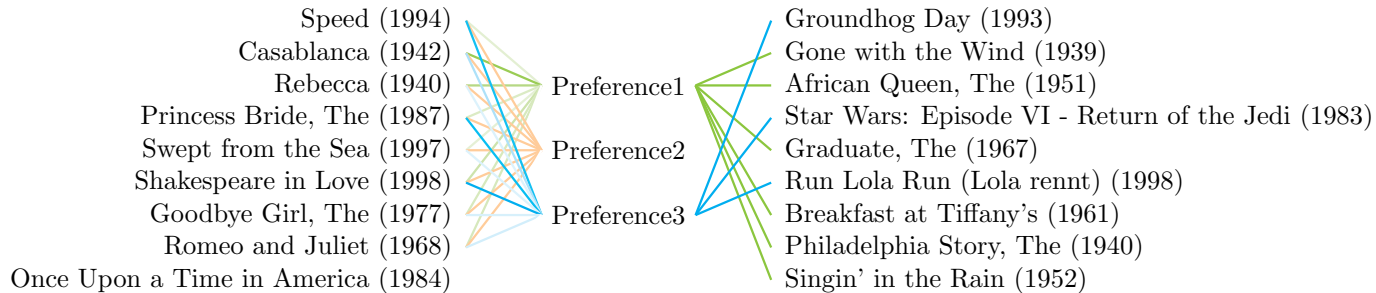 Speed (1994)
Casablanca (1942)
Rebecca (1940)
Princess Bride, The (1987)
Swept from the Sea (1997)
Shakespeare in Love (1998)
Goodbye Girl, The (1977)
Romeo and Juliet (1968)
Once Upon a Time in America (1984)
Preference1
Preference2
Preference3
Groundhog Day (1993)
Gone with the Wind (1939)
African Queen, The (1951)
Star Wars: Episode VI - Return of the Jedi (1983)
Graduate, The (1967)
Run Lola Run (Lola rennt) (1998)
Breakfast at Tiffany's (1961)
Philadelphia Story, The (1940)
Singin' in the Rain (1952)